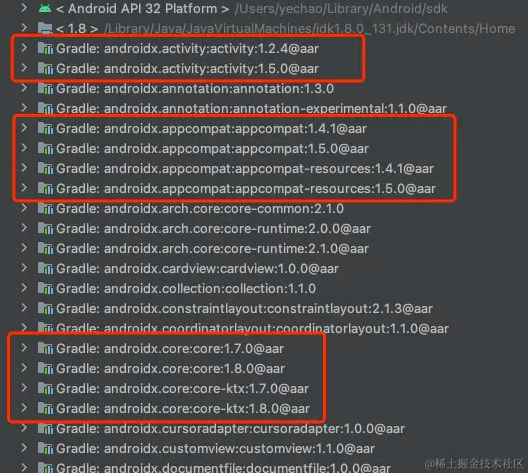 < Android API 32 Platform > /Users/yechao/Library/Android/sdk
< 1.8 > /Library/Java/JavaVirtualMachines/jdk1.8.0_131.jdk/Contents/Home
Gradle: androidx.activity:activity:1.2.4@aar
Gradle: androidx.activity:activity:1.5.0@aar
Gradle: androidx.annotation:annotation:1.3.0
Gradle: androidx.annotation:annotation-experimental:1.1.0@aar
Gradle: androidx.appcompat:appcompat:1.4.1@aar
Gradle: androidx.appcompat:appcompat:1.5.0@aar
Gradle: androidx.appcompat:appcompat-resources:1.4.1@aar
Gradle: androidx.appcompat:appcompat-resources:1.5.0@aar
Gradle: androidx.arch.core:core-common:2.1.0
Gradle: androidx.arch.core:core-runtime:2.0.0@aar
Gradle: androidx.arch.core:core-runtime:2.1.0@aar
Gradle: androidx.cardview:cardview:1.0.0@aar
Gradle: androidx.collection:collection:1.1.0
Gradle: androidx.constraintlayout:constraintlayout:2.1.3@aar
Gradle: androidx.coordinatorlayout:coordinatorlayout:1.1.0@aar
Gradle: androidx.core:core:1.7.0@aar
Gradle: androidx.core:core:1.8.0@aar
Gradle: androidx.core:core-ktx:1.7.0@aar
Gradle: androidx.core:core-ktx:1.8.0@aar
Gradle: androidx.cursoradapter:cursoradapter:1.0.0@aar
Gradle: androidx.customview:customview:1.1.0@aar
Gradle: androidx.documentfile:documentfile:1.0.0@aar
@稀土掘金技术社区